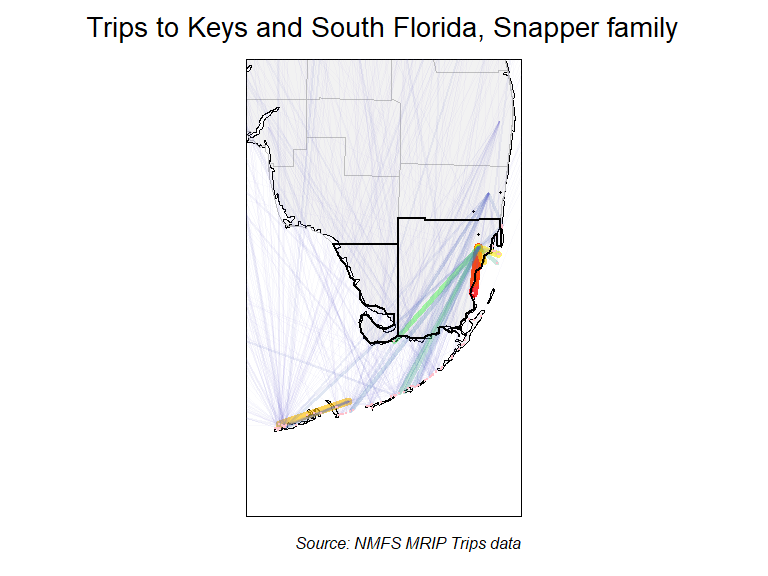 Trips to Keys and South Florida, Snapper family
Source: NMFS MRIP Trips data